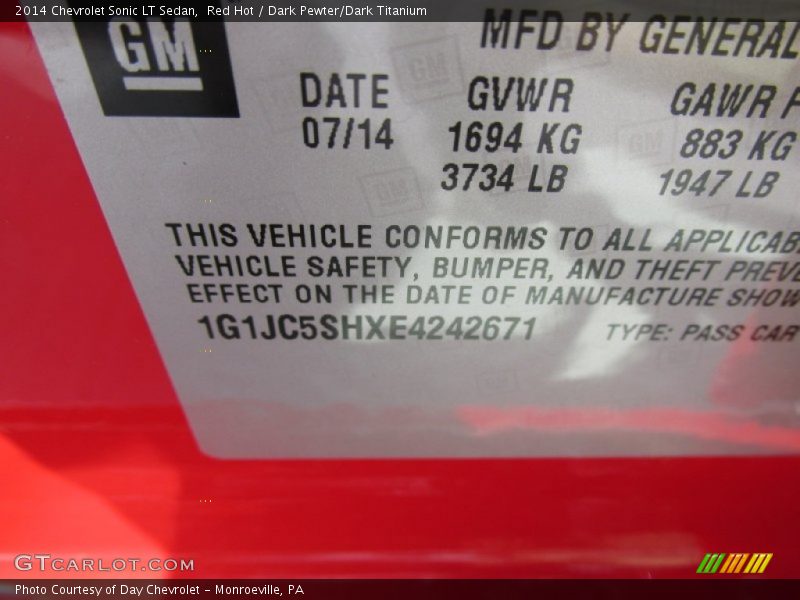 2014 Chevrolet Sonic LT Sedan,  Red Hot / Dark Pewter/Dark Titanium
GM
MFD BY GENERAL
DATE GVWR GAWR F
07/14 1694 KG 883 KG
3734 LB 1947 LB
THIS VEHICLE CONFORMS TO ALL APPLICAB
VEHICLE SAFETY, BUMPER, AND THEFT PREVE
EFFECT ON THE DATE OF MANUFACTURE SHOW
1G1JC5SHXE4242671 TYPE: PASS CAR
GTCARLOT.COM
Photo Courtesy of Day Chevrolet – Monroeville, PA